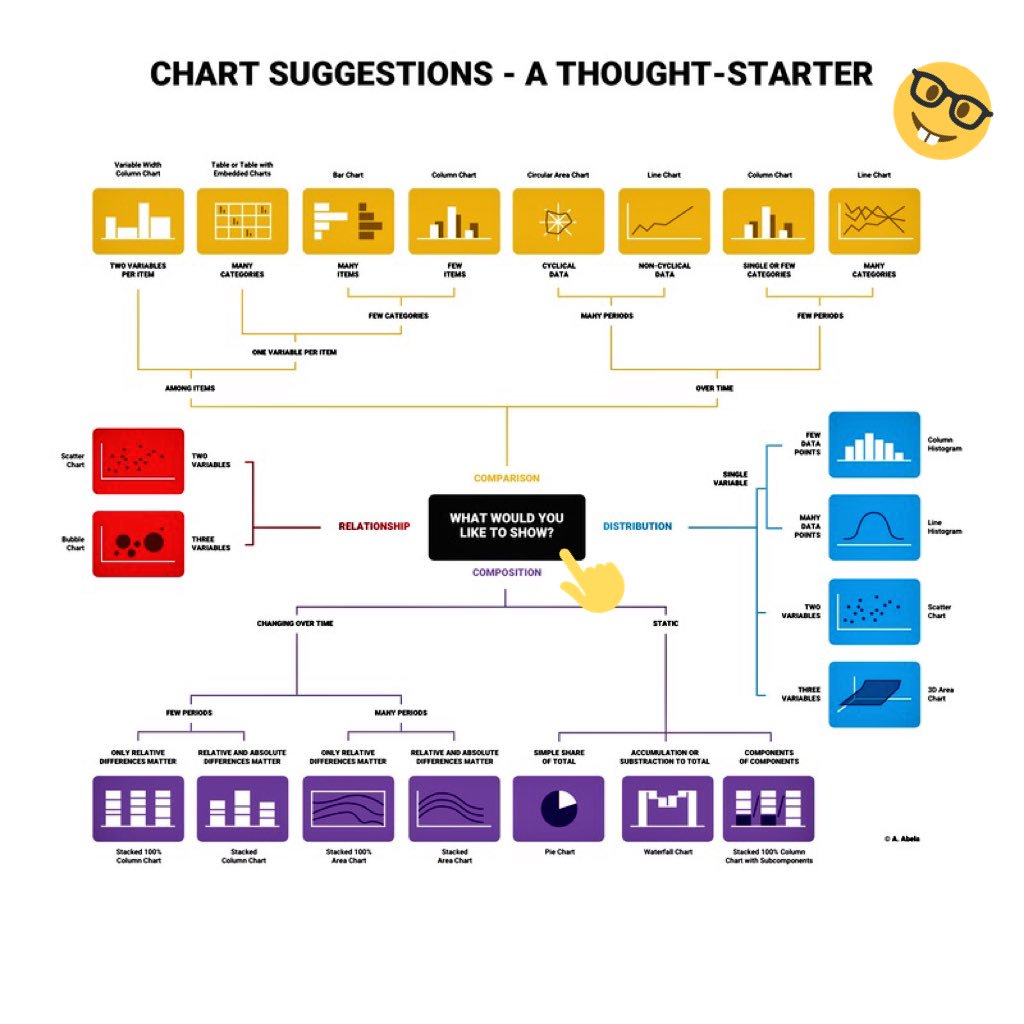 CHART SUGGESTIONS - A THOUGHT-STARTER
Variable Width
Column Chart
Table or Table with
Embedded Charts
Bar Chart
Column Chart
Circular Area Chart
Line Chart
Column Chart
Line Chart
TWO VARIABLES
PER ITEM
MANY
CATEGORIES
MANY
ITEMS
FEW
ITEMS
CYCLICAL
DATA
NON-CYCLICAL
DATA
SINGLE OR FEW
CATEGORIES
MANY
CATEGORIES
FEW CATEGORIES
MANY PERIODS
FEW PERIODS
ONE VARIABLE PER ITEM
AMONG ITEMS
OVER TIME
Scatter
Chart
TWO
VARIABLES
Bubble
Chart
THREE
VARIABLES
RELATIONSHIP
COMPARISON
WHAT WOULD YOU
LIKE TO SHOW?
COMPOSITION
DISTRIBUTION
SINGLE
VARIABLE
FEW
DATA
POINTS
Column
Histogram
MANY
DATA
POINTS
Line
Histogram
TWO
VARIABLES
Scatter
Chart
THREE
VARIABLES
3D Area
Chart
CHANGING OVER TIME
STATIC
FEW PERIODS
MANY PERIODS
ONLY RELATIVE
DIFFERENCES MATTER
RELATIVE AND ABSOLUTE
DIFFERENCES MATTER
ONLY RELATIVE
DIFFERENCES MATTER
RELATIVE AND ABSOLUTE
DIFFERENCES MATTER
SIMPLE SHARE
OF TOTAL
ACCUMULATION OR
SUBSTRACTION TO TOTAL
COMPONENTS
OF COMPONENTS
Stacked 100%
Column Chart
Stacked
Column Chart
Stacked 100%
Area Chart
Stacked
Area Chart
Pie Chart
Waterfall Chart
Stacked 100% Column
Chart with Subcomponents
© A. Abela